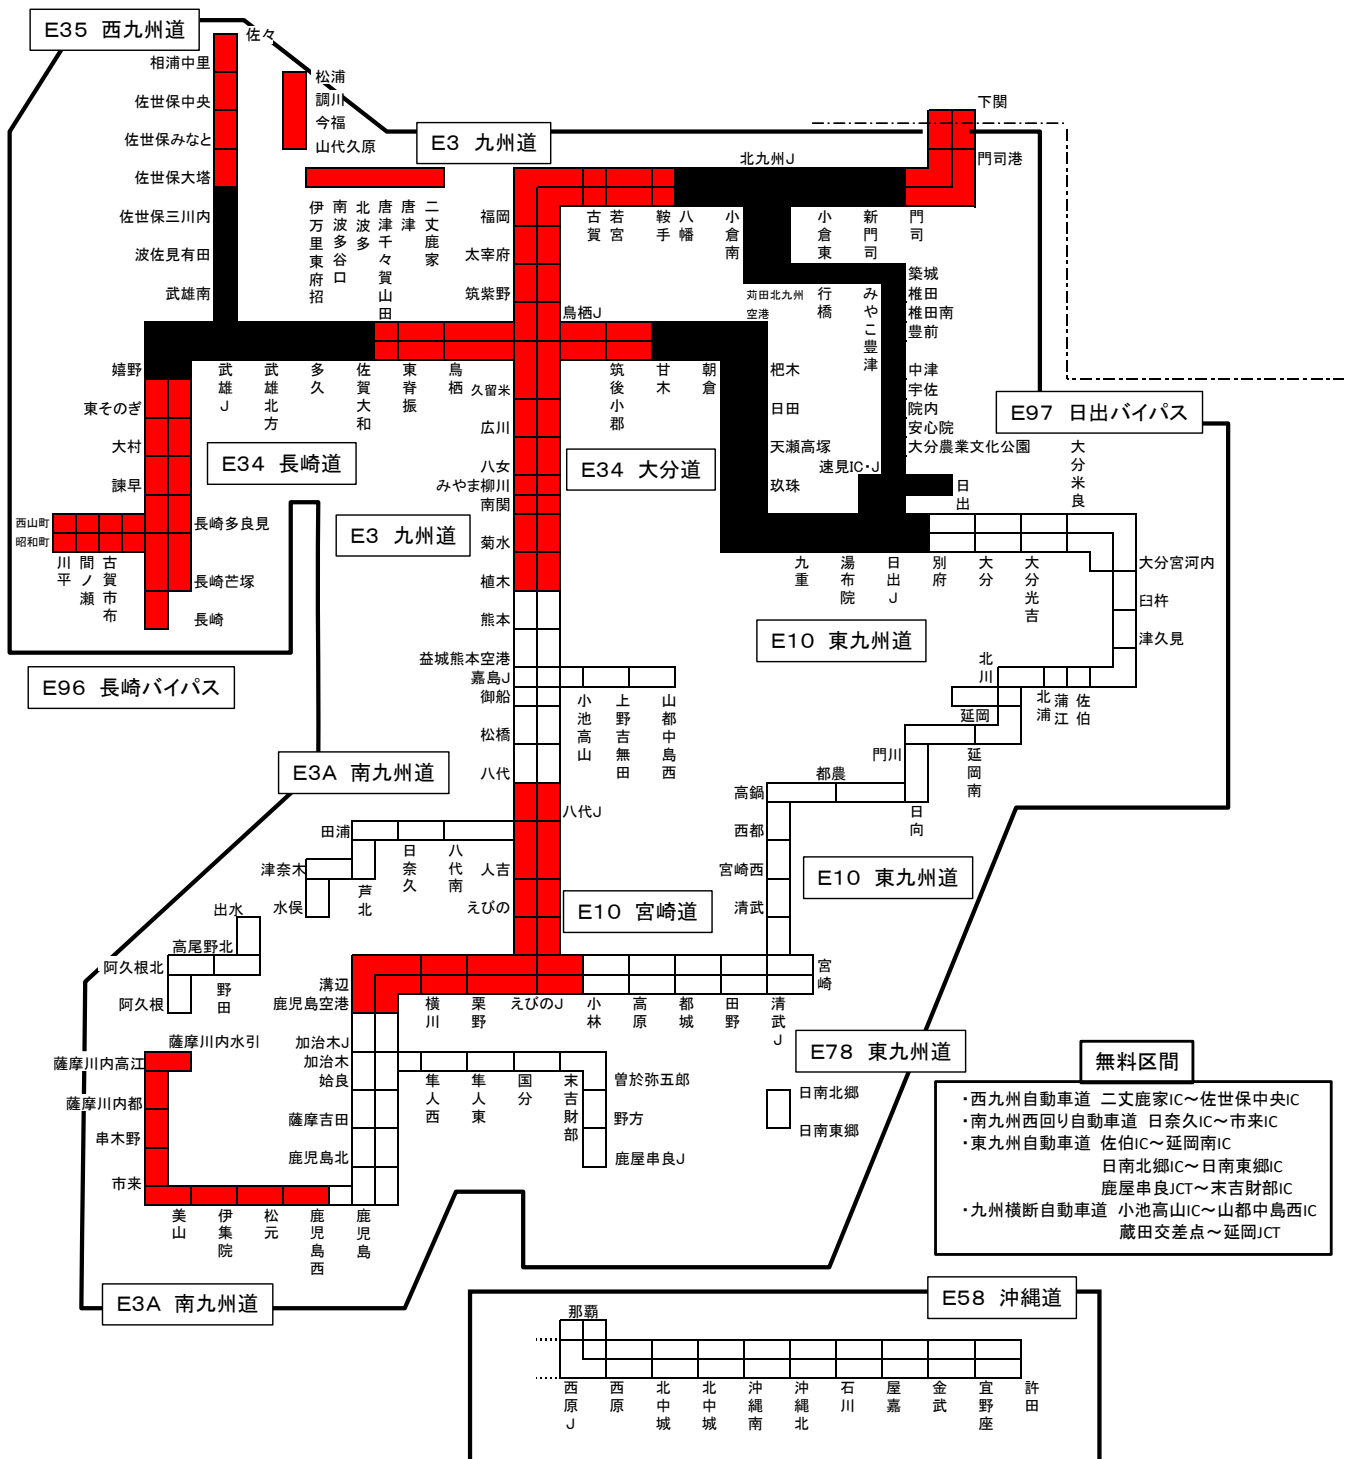 E35 西九州道
佐々
相浦中里
佐世保中央
佐世保みなと
佐世保大塔
佐世保三川内
波佐見有田
武雄南
松浦
調川
今福
山代久原
E3 九州道
下関
門司港
北九州J
伊万里東府招
南波多谷口
北波多
唐津千々賀山田
唐津
二丈鹿家
福岡
太宰府
筑紫野
古賀
若宮
鞍手
八幡
小倉南
小倉東
新門司
門司
苅田北九州
空港
行橋
みやこ豊津
築城
椎田
椎田南
豊前
中津
宇佐
院内
安心院
大分農業文化公園
速見IC・J
鳥栖J
嬉野
武雄J
武雄北方
多久
佐賀大和
東脊振
鳥栖
久留米
筑後小郡
甘木
朝倉
杷木
日田
天瀬高塚
玖珠
東そのぎ
大村
諫早
E34 長崎道
E34 大分道
E97 日出バイパス
広川
八女
みやま柳川
南関
菊水
植木
熊本
益城熊本空港
嘉島J
御船
松橋
八代
西山町
昭和町
川平
間ノ瀬
古賀市布
長崎多良見
長崎芒塚
長崎
E3 九州道
日出
大分米良
九重
湯布院
日出J
別府
大分
大分光吉
大分宮河内
臼杵
津久見
E10 東九州道
E96 長崎バイパス
北川
北浦
蒲江
佐伯
延岡
延岡南
門川
日向
都農
高鍋
小池高山
上野吉無田
山都中島西
E3A 南九州道
八代J
西都
宮崎西
清武
E10 東九州道
田浦
日奈久
八代南
人吉
えびの
津奈木
水俣
芦北
E10 宮崎道
出水
高尾野北
阿久根北
阿久根
野田
溝辺
鹿児島空港
横川
栗野
えびのJ
小林
高原
都城
田野
清武J
宮崎
薩摩川内水引
薩摩川内高江
薩摩川内都
串木野
市来
加治木J
加治木
姶良
薩摩吉田
鹿児島北
隼人西
隼人東
国分
末吉財部
曽於弥五郎
野方
鹿屋串良J
E78 東九州道
日南北郷
日南東郷
美山
伊集院
松元
鹿児島西
鹿児島
E3A 南九州道
無料区間
・西九州自動車道 二丈鹿家IC～佐世保中央IC
・南九州西回り自動車道 日奈久IC～市来IC
・東九州自動車道 佐伯IC～延岡南IC
日南北郷IC～日南東郷IC
鹿屋串良JCT～末吉財部IC
・九州横断自動車道 小池高山IC～山都中島西IC
蔵田交差点～延岡JCT
E58 沖縄道
那覇
西原J
西原
北中城
北中城
沖縄南
沖縄北
石川
屋嘉
金武
宜野座
許田